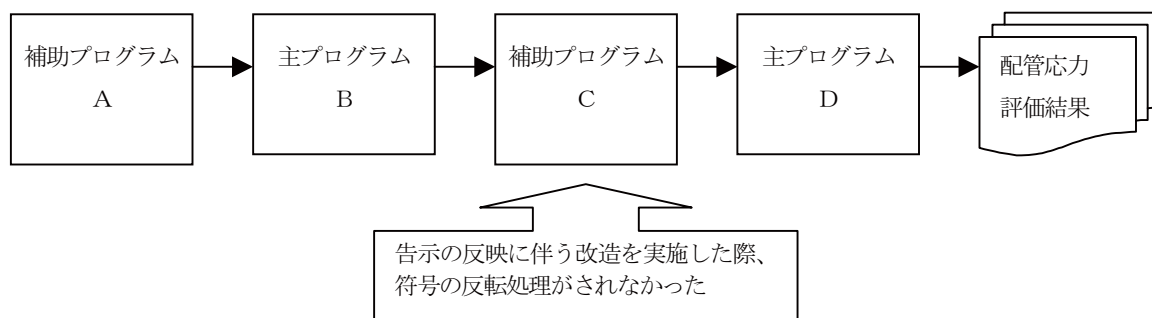 補助プログラム
A
主プログラム
B
補助プログラム
C
主プログラム
D
配管応力
評価結果
告示の反映に伴う改造を実施した際、
符号の反転処理がされなかった